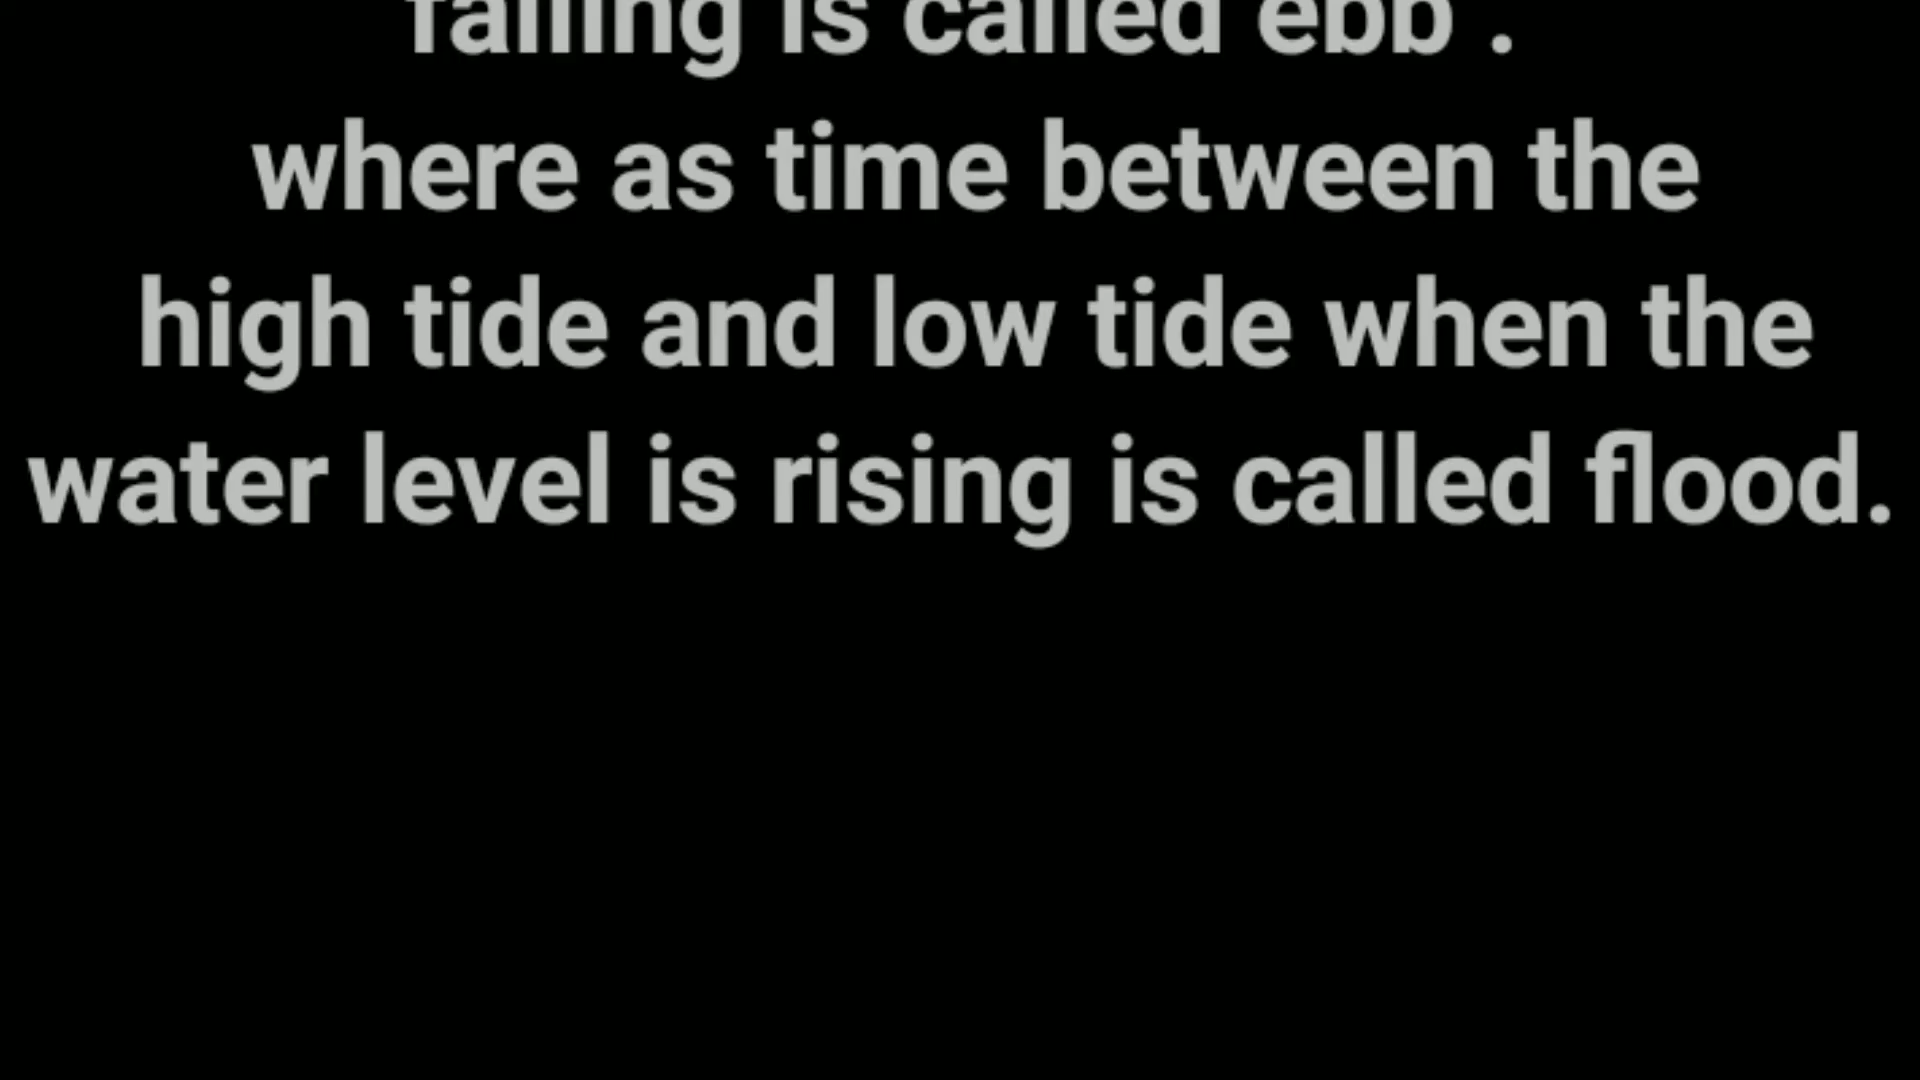 falling is called ebb .
where as time between the
high tide and low tide when the
water level is rising is called flood.